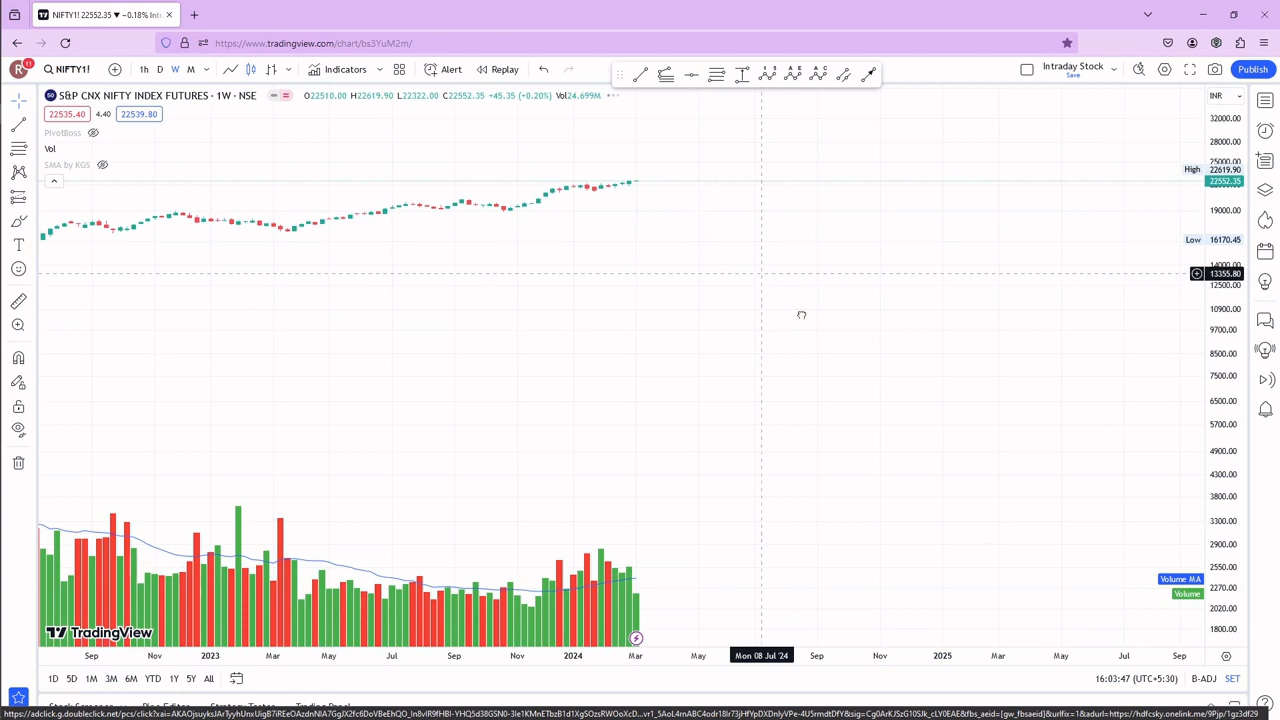 NIFTY1! 22552.35 ▼ −0.18% Intr
https://www.tradingview.com/chart/bs3YuM2m/
R 11 NIFTY1! 1h D W M Indicators Alert Replay Intraday Stock Save Publish
S&P CNX NIFTY INDEX FUTURES · 1W · NSE O22510.00 H22619.90 L22322.00 C22552.35 +45.35 (+0.20%) Vol24.699M INR
22535.40 4.40 22539.80
PivotBoss
Vol
SMA by KGS
32000.00
28000.00
25000.00
High 22619.90
22552.35
19000.00
Low 16170.45
14000.00
13355.80
12500.00
10900.00
9700.00
8500.00
7500.00
6500.00
5700.00
4900.00
4300.00
3800.00
3300.00
2900.00
2550.00
Volume MA
2270.00
Volume
2020.00
1800.00
TradingView
Sep Nov 2023 Mar May Jul Sep Nov 2024 Mar May Mon 08 Jul '24 Sep Nov 2025 Mar May Jul Sep
1D 5D 1M 3M 6M YTD 1Y 5Y All 16:03:47 (UTC+5:30) B-ADJ SET